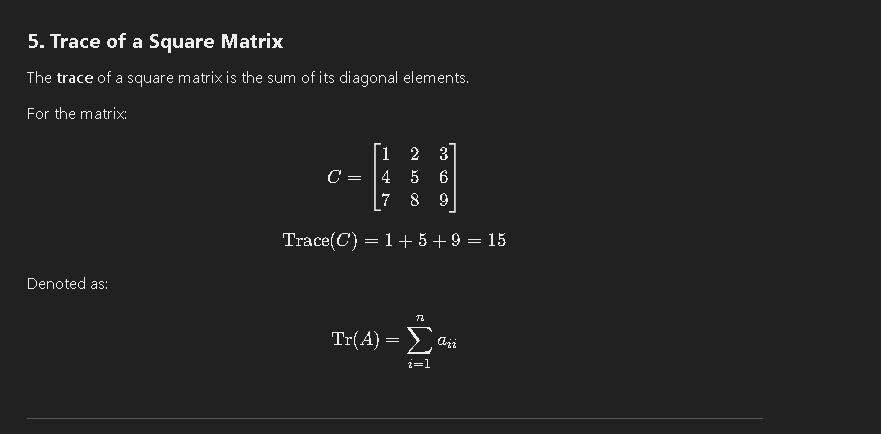 5. Trace of a Square Matrix
The trace of a square matrix is the sum of its diagonal elements.
For the matrix:
C = [1 2 3
4 5 6
7 8 9]
Trace(C) = 1 + 5 + 9 = 15
Denoted as:
Tr(A) = ∑_{i=1}^{n} a_{ii}